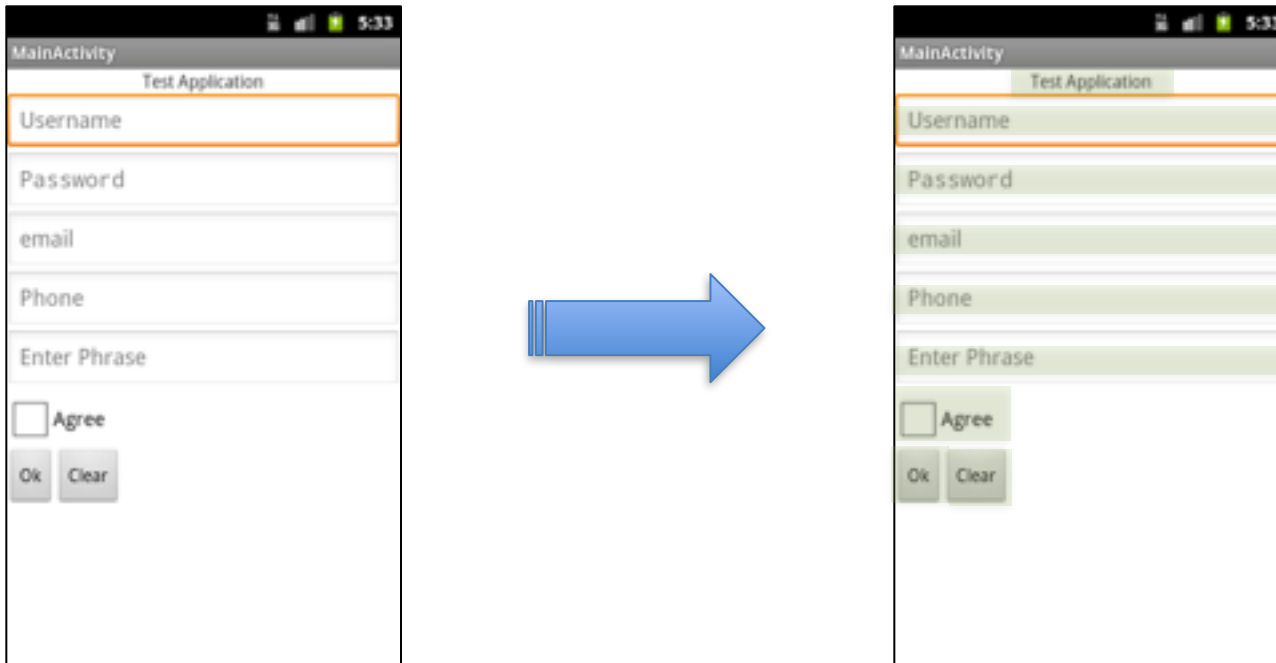 5:33
MainActivity
Test Application
Username
Password
email
Phone
Enter Phrase
Agree
Ok Clear
5:33
MainActivity
Test Application
Username
Password
email
Phone
Enter Phrase
Agree
Ok Clear